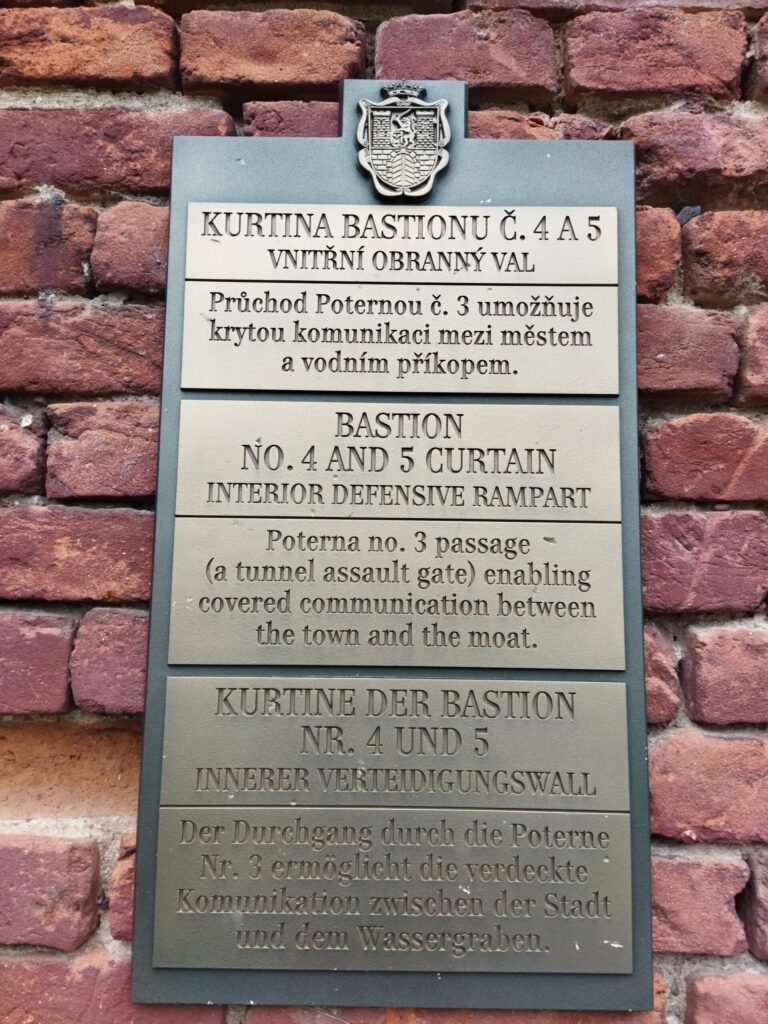 KURTINA BASTIONU Č. 4 A 5
VNITŘNÍ OBRANNÝ VAL
Průchod Poternou č. 3 umožňuje
krytou komunikaci mezi městem
a vodním příkopem.
BASTION
NO. 4 AND 5 CURTAIN
INTERIOR DEFENSIVE RAMPART
Poterna no. 3 passage
(a tunnel assault gate) enabling
covered communication between
the town and the moat.
KURTINE DER BASTION
NR. 4 UND 5
INNERER VERTEIDIGUNGSWALL
Der Durchgang durch die Poterne
Nr. 3 ermöglicht die verdeckte
Komunikation zwischen der Stadt
und dem Wassergraben.